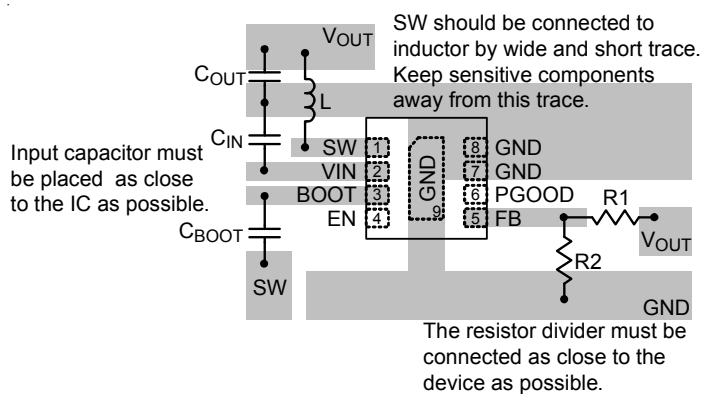 SW should be connected to
inductor by wide and short trace.
Keep sensitive components
away from this trace.
VOUT
COUT
L
CIN
Input capacitor must
be placed as close
to the IC as possible.
SW 1
VIN 2
BOOT 3
EN 4
GND
9
8 GND
7 GND
6 PGOOD
5 FB
R1
VOUT
R2
CBOOT
SW
GND
The resistor divider must be
connected as close to the
device as possible.